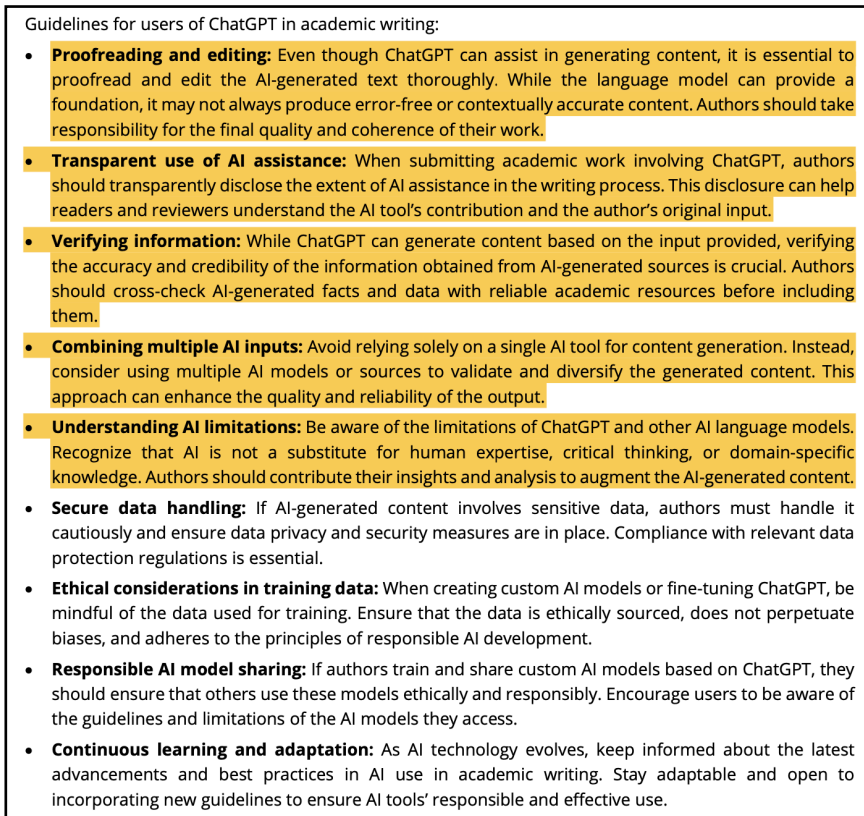 Guidelines for users of ChatGPT in academic writing:
• Proofreading and editing: Even though ChatGPT can assist in generating content, it is essential to
proofread and edit the AI-generated text thoroughly. While the language model can provide a
foundation, it may not always produce error-free or contextually accurate content. Authors should take
responsibility for the final quality and coherence of their work.
• Transparent use of AI assistance: When submitting academic work involving ChatGPT, authors
should transparently disclose the extent of AI assistance in the writing process. This disclosure can help
readers and reviewers understand the AI tool’s contribution and the author’s original input.
• Verifying information: While ChatGPT can generate content based on the input provided, verifying
the accuracy and credibility of the information obtained from AI-generated sources is crucial. Authors
should cross-check AI-generated facts and data with reliable academic resources before including
them.
• Combining multiple AI inputs: Avoid relying solely on a single AI tool for content generation. Instead,
consider using multiple AI models or sources to validate and diversify the generated content. This
approach can enhance the quality and reliability of the output.
• Understanding AI limitations: Be aware of the limitations of ChatGPT and other AI language models.
Recognize that AI is not a substitute for human expertise, critical thinking, or domain-specific
knowledge. Authors should contribute their insights and analysis to augment the AI-generated content.
• Secure data handling: If AI-generated content involves sensitive data, authors must handle it
cautiously and ensure data privacy and security measures are in place. Compliance with relevant data
protection regulations is essential.
• Ethical considerations in training data: When creating custom AI models or fine-tuning ChatGPT, be
mindful of the data used for training. Ensure that the data is ethically sourced, does not perpetuate
biases, and adheres to the principles of responsible AI development.
• Responsible AI model sharing: If authors train and share custom AI models based on ChatGPT, they
should ensure that others use these models ethically and responsibly. Encourage users to be aware of
the guidelines and limitations of the AI models they access.
• Continuous learning and adaptation: As AI technology evolves, keep informed about the latest
advancements and best practices in AI use in academic writing. Stay adaptable and open to
incorporating new guidelines to ensure AI tools’ responsible and effective use.